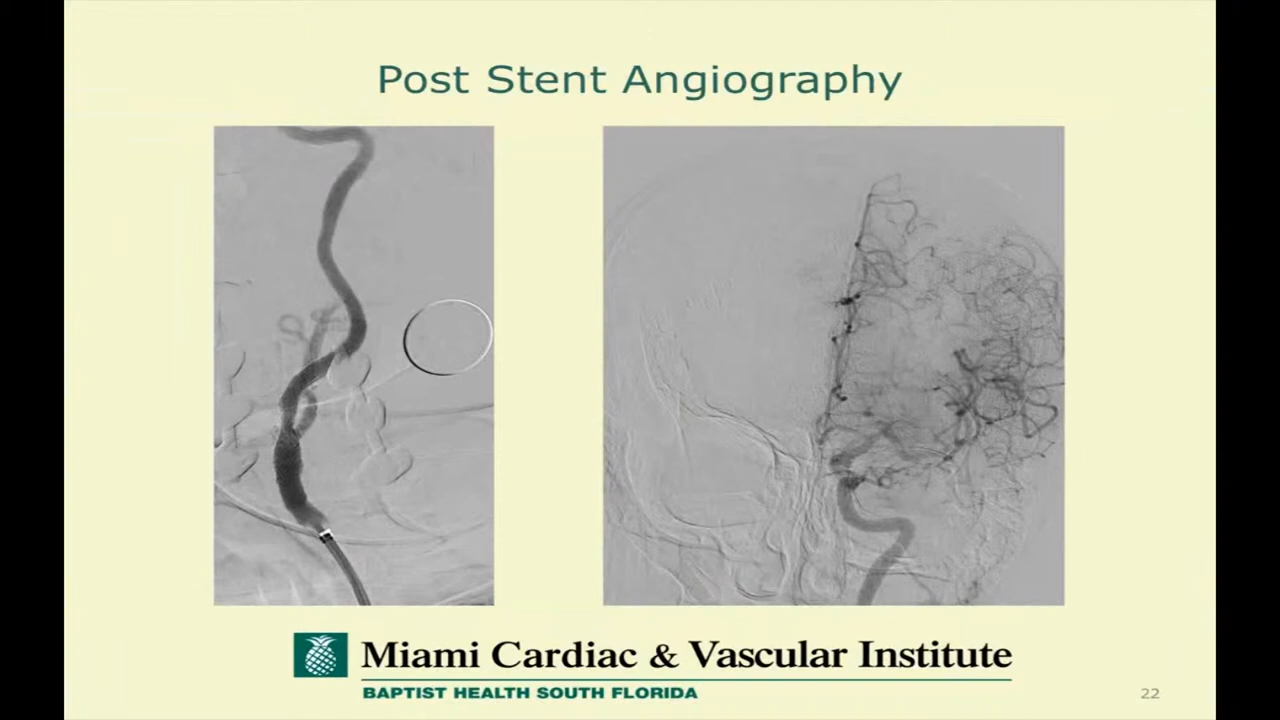 Post Stent Angiography
Miami Cardiac & Vascular Institute
BAPTIST HEALTH SOUTH FLORIDA
22